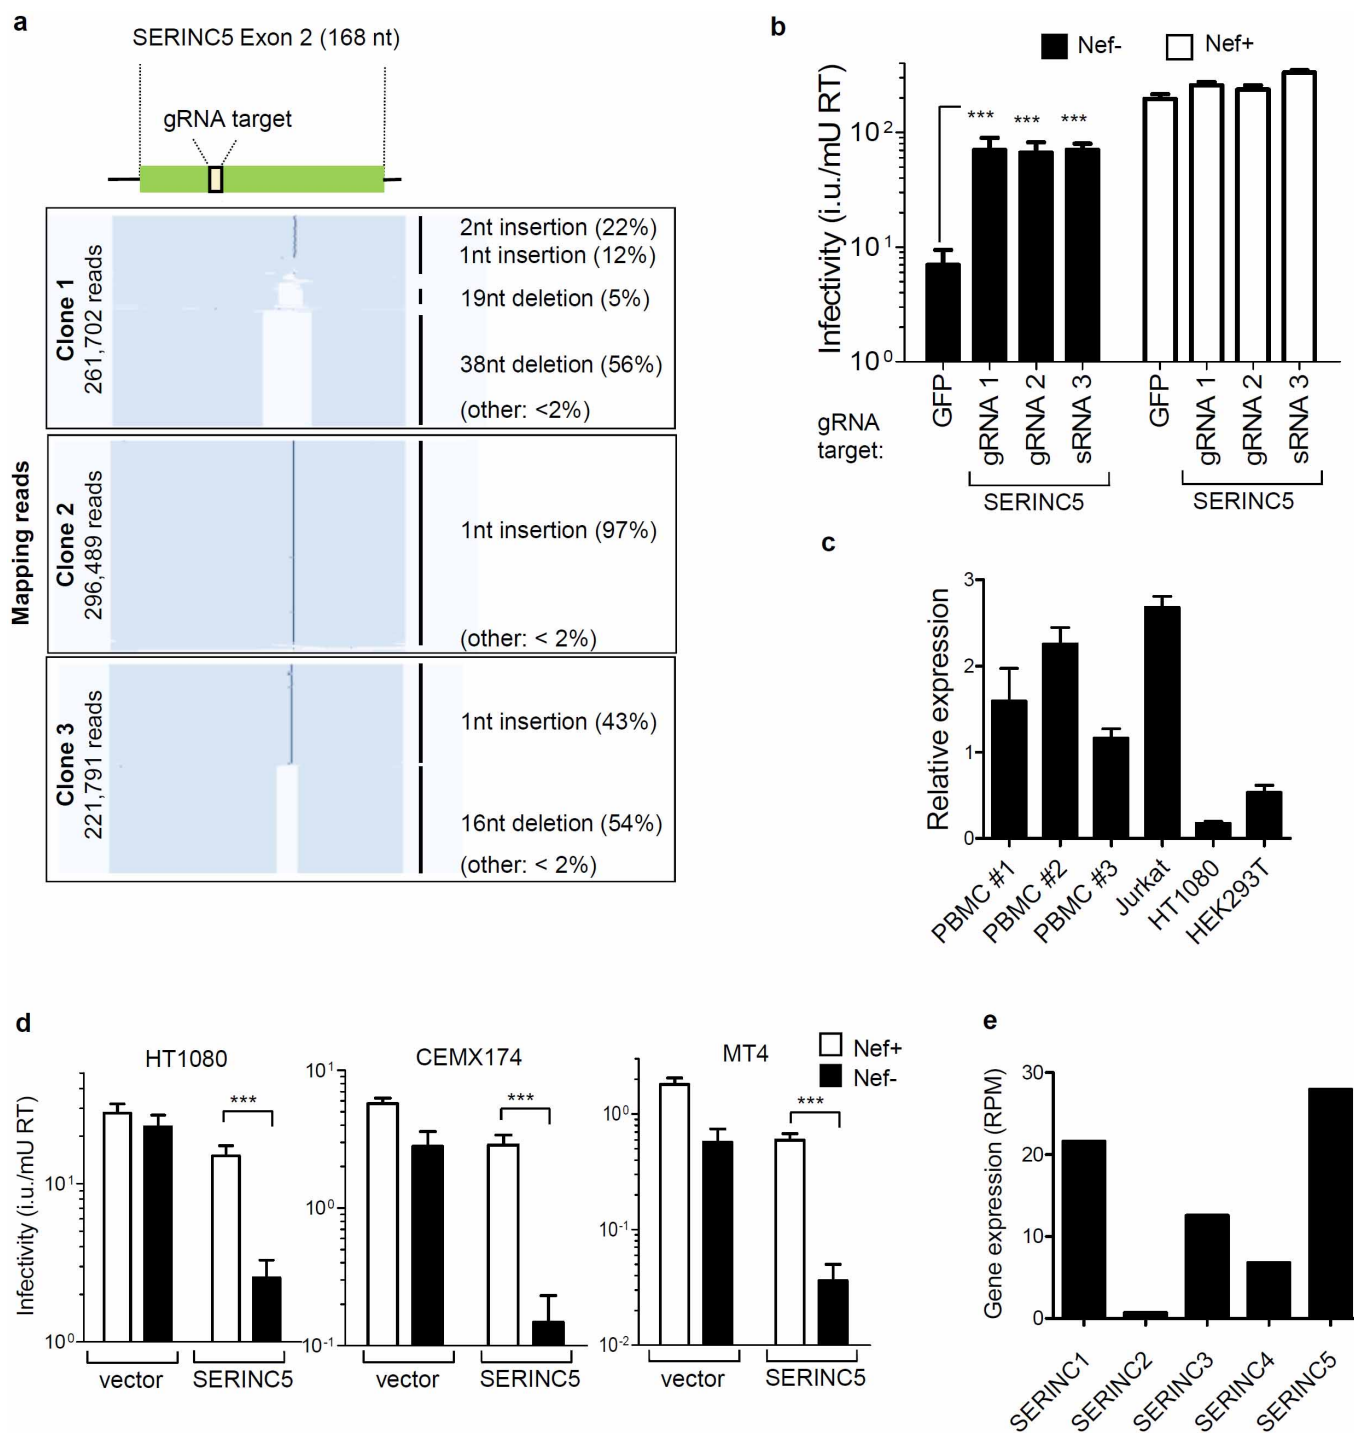 a
SERINC5 Exon 2 (168 nt)
gRNA target
Mapping reads
Clone 1
261,702 reads
2nt insertion (22%)
1nt insertion (12%)
19nt deletion (5%)
38nt deletion (56%)
(other: <2%)
Clone 2
296,489 reads
1nt insertion (97%)
(other: < 2%)
Clone 3
221,791 reads
1nt insertion (43%)
16nt deletion (54%)
(other: < 2%)
b
Nef- Nef+
Infectivity (i.u./mU RT)
10²
10¹
10⁰
*** *** ***
gRNA
target:
GFP gRNA 1 gRNA 2 sRNA 3 GFP gRNA 1 gRNA 2 sRNA 3
SERINC5 SERINC5
c
Relative expression
3
2
1
0
PBMC #1 PBMC #2 PBMC #3 Jurkat HT1080 HEK293T
d
Infectivity (i.u./mU RT)
HT1080
10¹
10⁰
***
vector SERINC5
CEMX174
10¹
10⁰
10⁻¹
***
vector SERINC5
MT4
10⁰
10⁻¹
10⁻²
***
vector SERINC5
Nef+
Nef-
e
Gene expression (RPM)
30
20
10
0
SERINC1 SERINC2 SERINC3 SERINC4 SERINC5